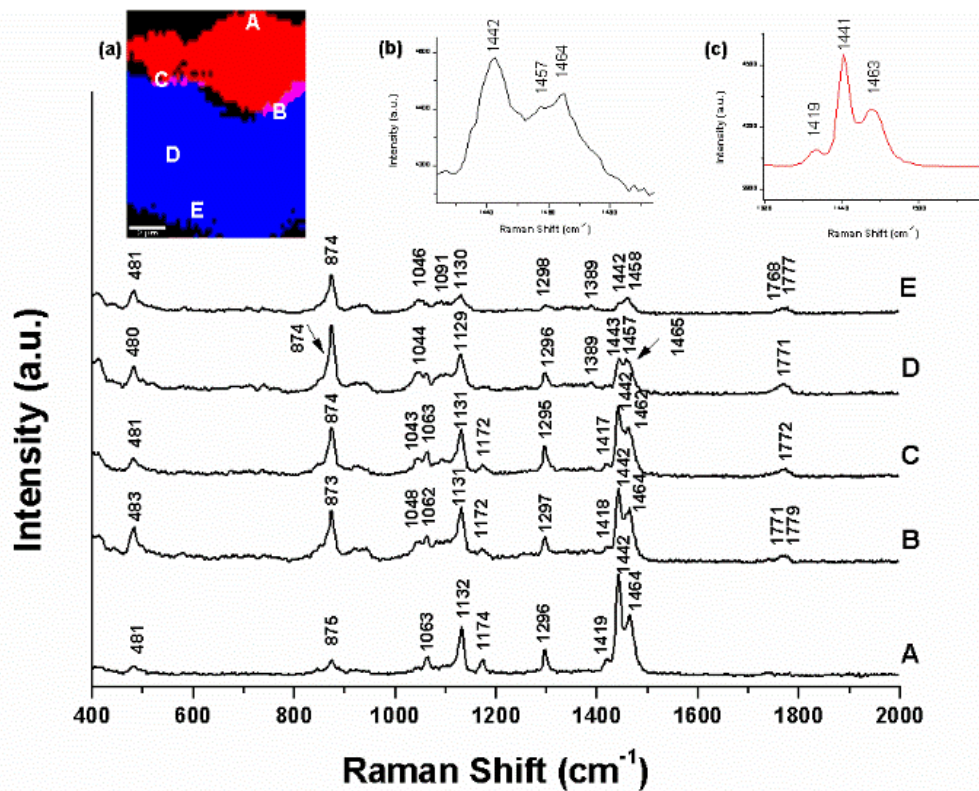 (a)
A
C
B
D
E
(b)
1442
1457
1464
Intensity (a.u.)
Raman Shift (cm-1)
(c)
1419
1441
1463
Intensity (a.u.)
Raman Shift (cm-1)
481 874 1046 1091 1130 1298 1389 1442 1458 1768 1777
E
480 874 1044 1129 1296 1389 1443 1457 1465 1771
D
481 874 1043 1063 1131 1172 1295 1417 1442 1462 1772
C
483 873 1048 1062 1131 1172 1297 1418 1442 1464 1771 1779
B
481 875 1063 1132 1174 1296 1419 1442 1464
A
Intensity (a.u.)
400 600 800 1000 1200 1400 1600 1800 2000
Raman Shift (cm-1)